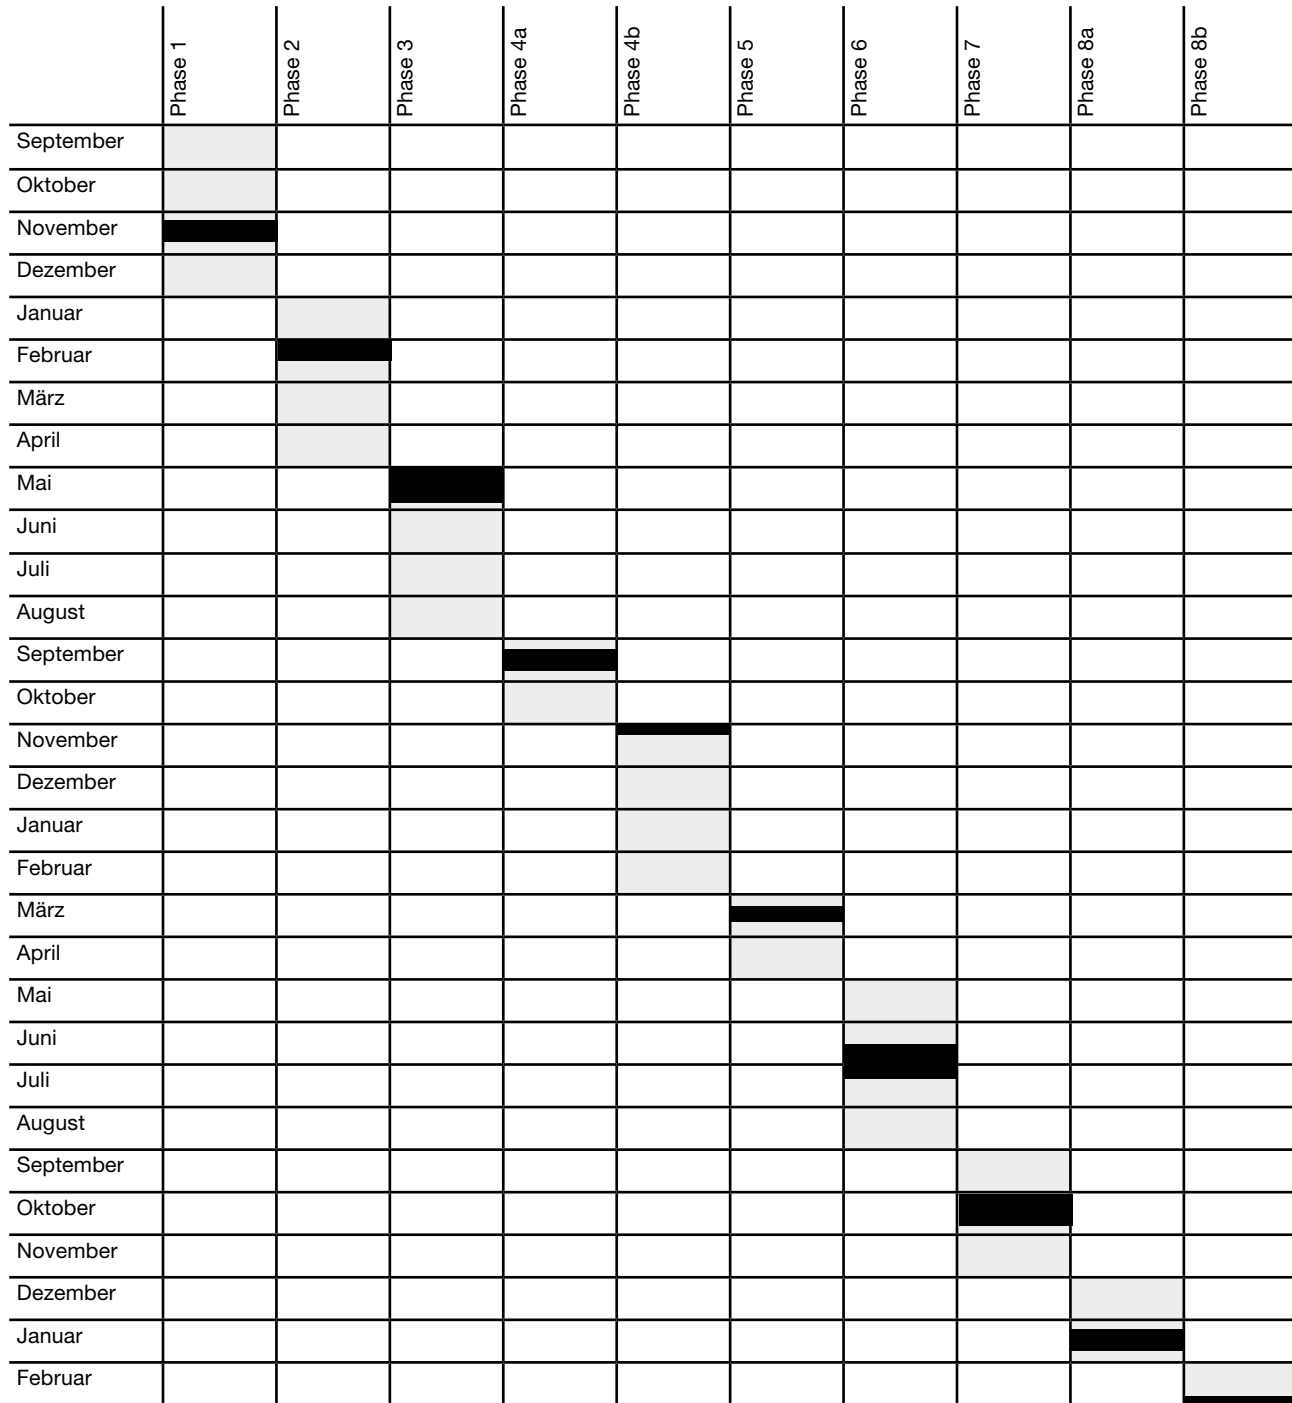 Phase 1
Phase 2
Phase 3
Phase 4a
Phase 4b
Phase 5
Phase 6
Phase 7
Phase 8a
Phase 8b
September
Oktober
November
Dezember
Januar
Februar
März
April
Mai
Juni
Juli
August
September
Oktober
November
Dezember
Januar
Februar
März
April
Mai
Juni
Juli
August
September
Oktober
November
Dezember
Januar
Februar